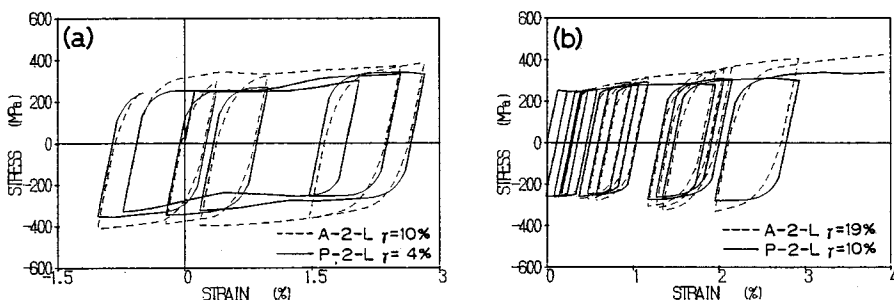 (a)
600
400
200
0
-200
-400
-600
STRESS (MPa)
-1.5
0
1.5
3
STRAIN (%)
A-2-L γ=10%
P-2-L γ= 4%
(b)
600
400
200
0
-200
-400
-600
STRESS (MPa)
0
1
2
3
4
STRAIN (%)
A-2-L γ=19%
P-2-L γ=10%